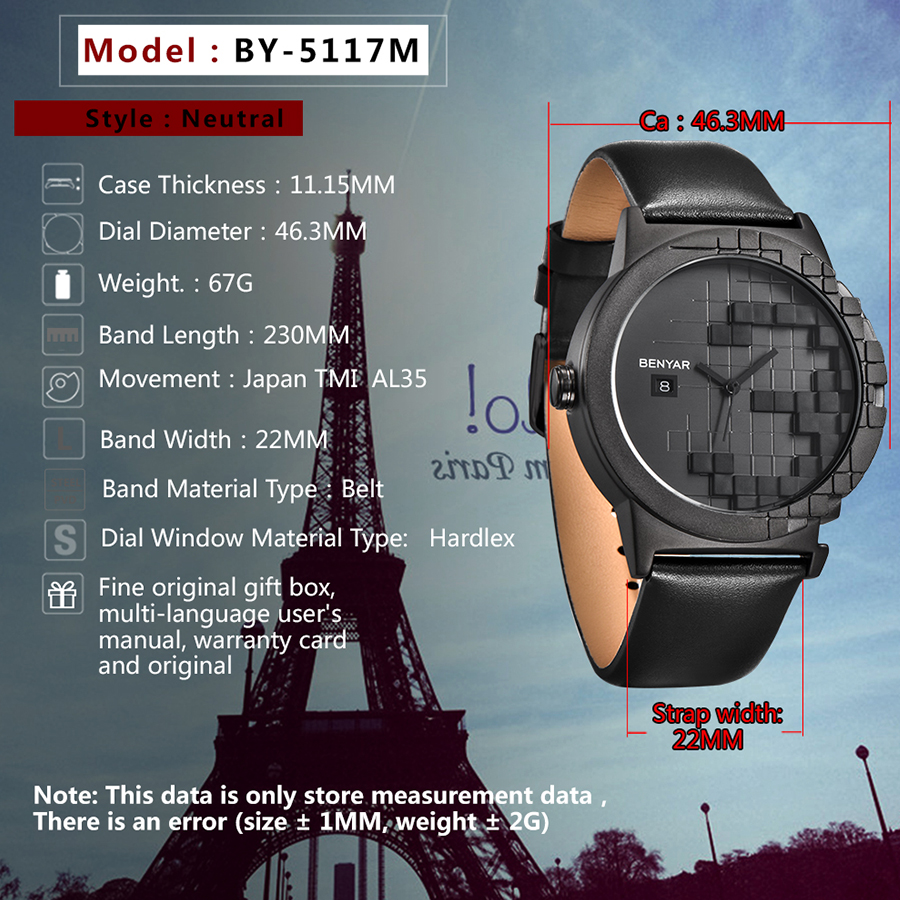 Model : BY-5117M
Style : Neutral
Ca : 46.3MM
Case Thickness : 11.15MM
Dial Diameter : 46.3MM
Weight. : 67G
Band Length : 230MM
Movement : Japan TMI AL35
Band Width : 22MM
Band Material Type : Belt
Dial Window Material Type: Hardlex
S
L
Fine original gift box,
multi-language user's
manual, warranty card
and original
BENYAR
8
Paris
Strap width:
22MM
Note: This data is only store measurement data ,
There is an error (size ± 1MM, weight ± 2G)